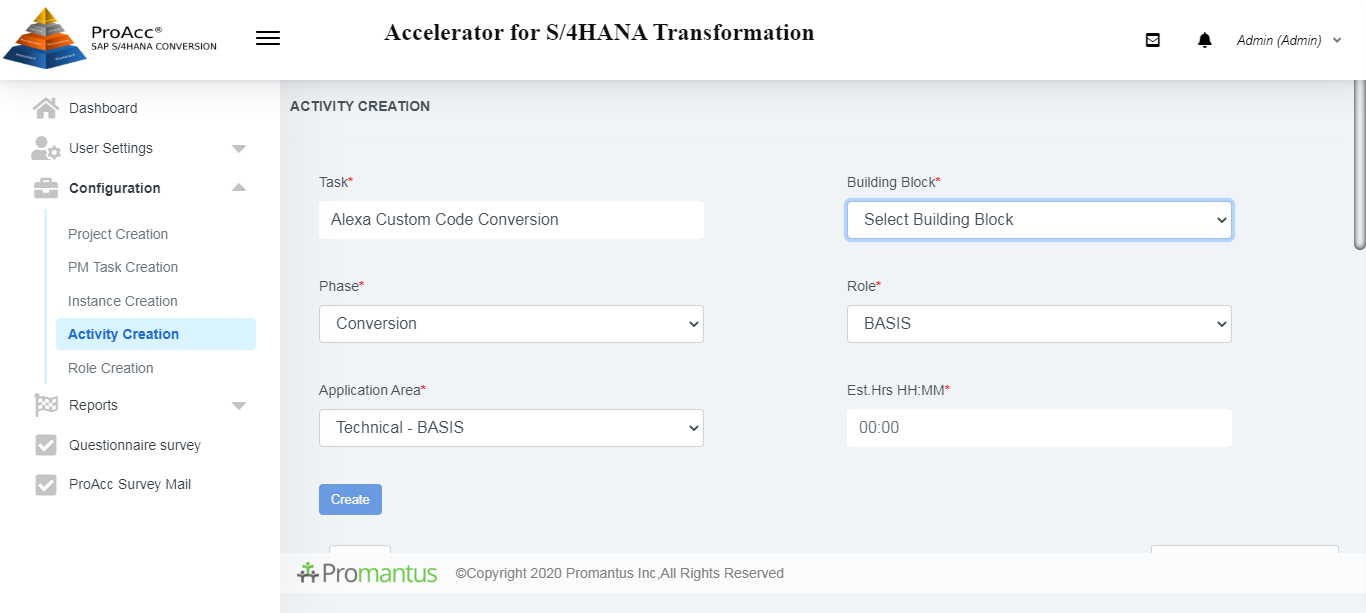 ProAcc®
SAP S/4HANA CONVERSION
Accelerator for S/4HANA Transformation
Admin (Admin)
Dashboard
User Settings
Configuration
Project Creation
PM Task Creation
Instance Creation
Activity Creation
Role Creation
Reports
Questionnaire survey
ProAcc Survey Mail
ACTIVITY CREATION
Task*
Building Block*
Alexa Custom Code Conversion
Select Building Block
Phase*
Role*
Conversion
BASIS
Application Area*
Est.Hrs HH:MM*
Technical - BASIS
00:00
Create
Promantus
©Copyright 2020 Promantus Inc,All Rights Reserved